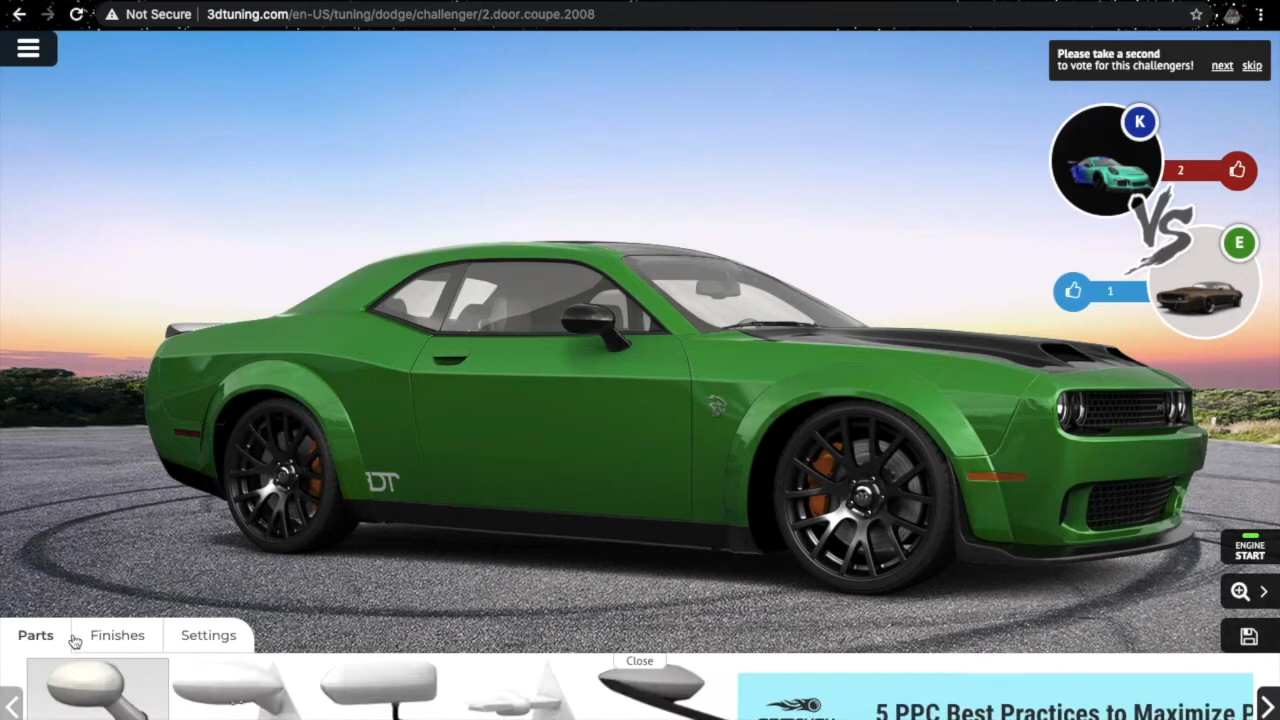 Not Secure | 3dtuning.com/en-US/tuning/dodge/challenger/2.door.coupe.2008
Please take a second
to vote for this challengers! next skip
K
2
VS
E
1
DT
ENGINE
START
Parts Finishes Settings
Close
5 PPC Best Practices to Maximize P